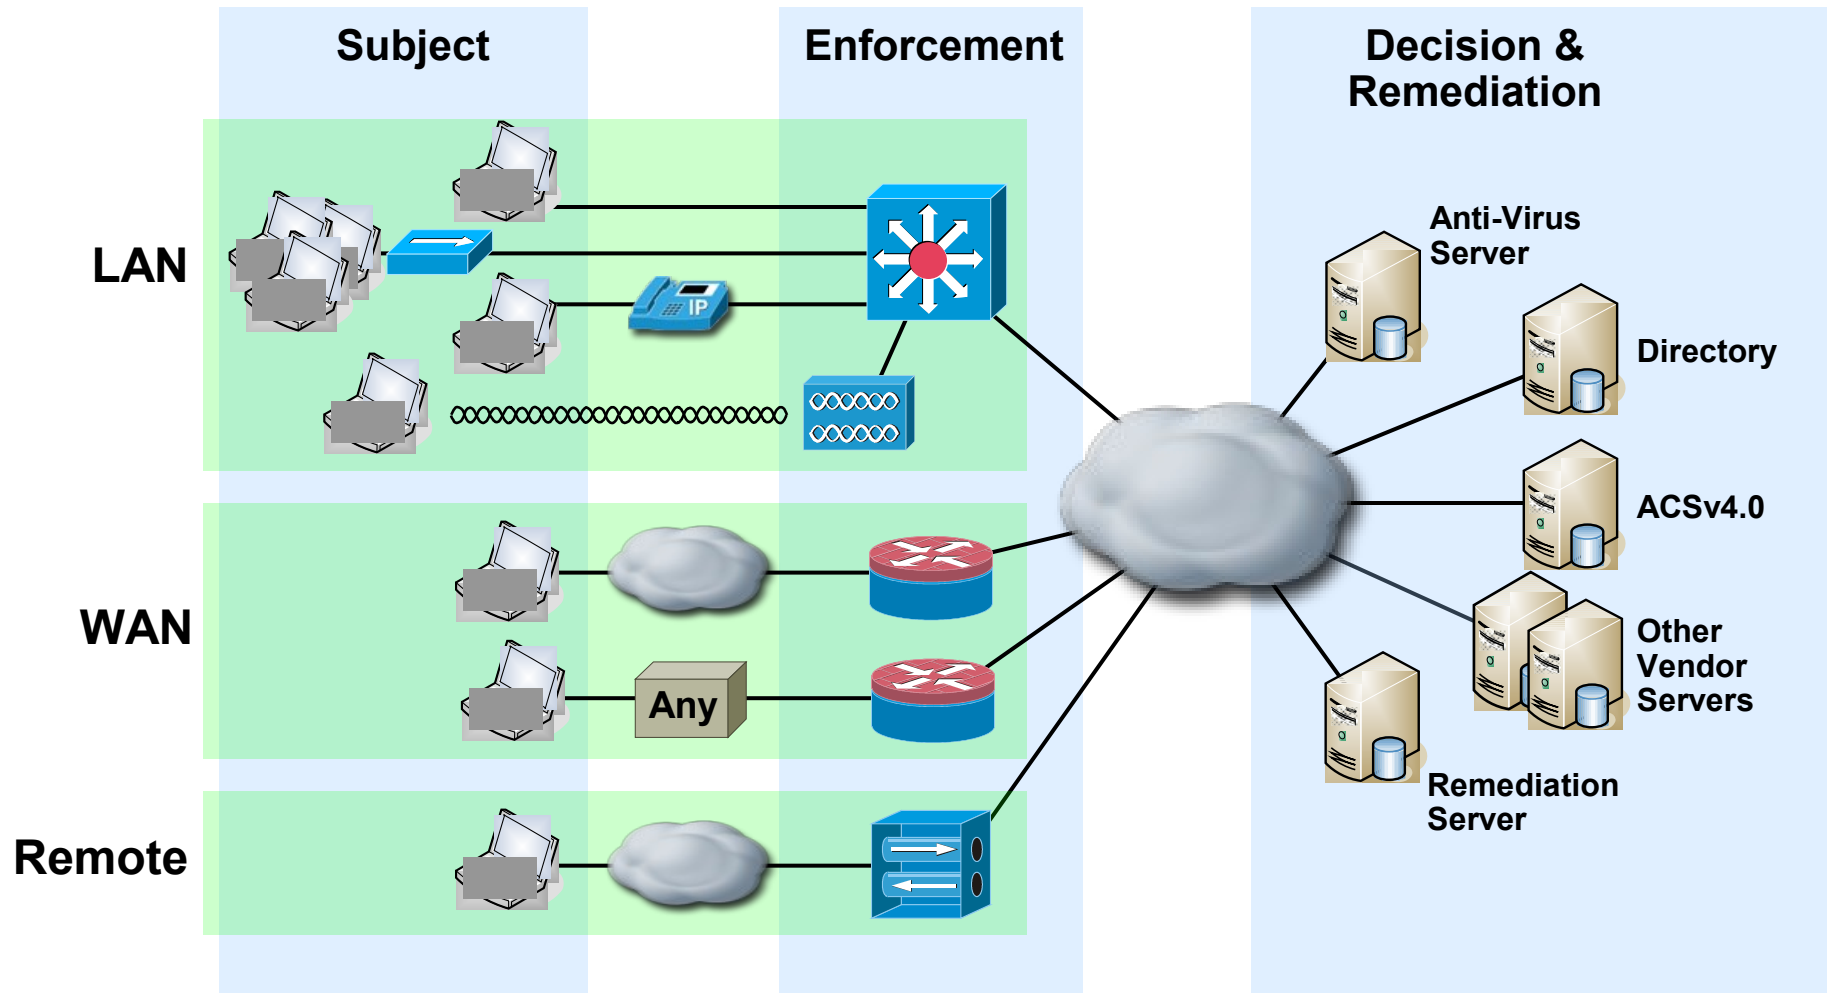 Subject
Enforcement
Decision &
Remediation
LAN
IP
WAN
Any
Remote
Anti-Virus
Server
Directory
ACSv4.0
Other
Vendor
Servers
Remediation
Server